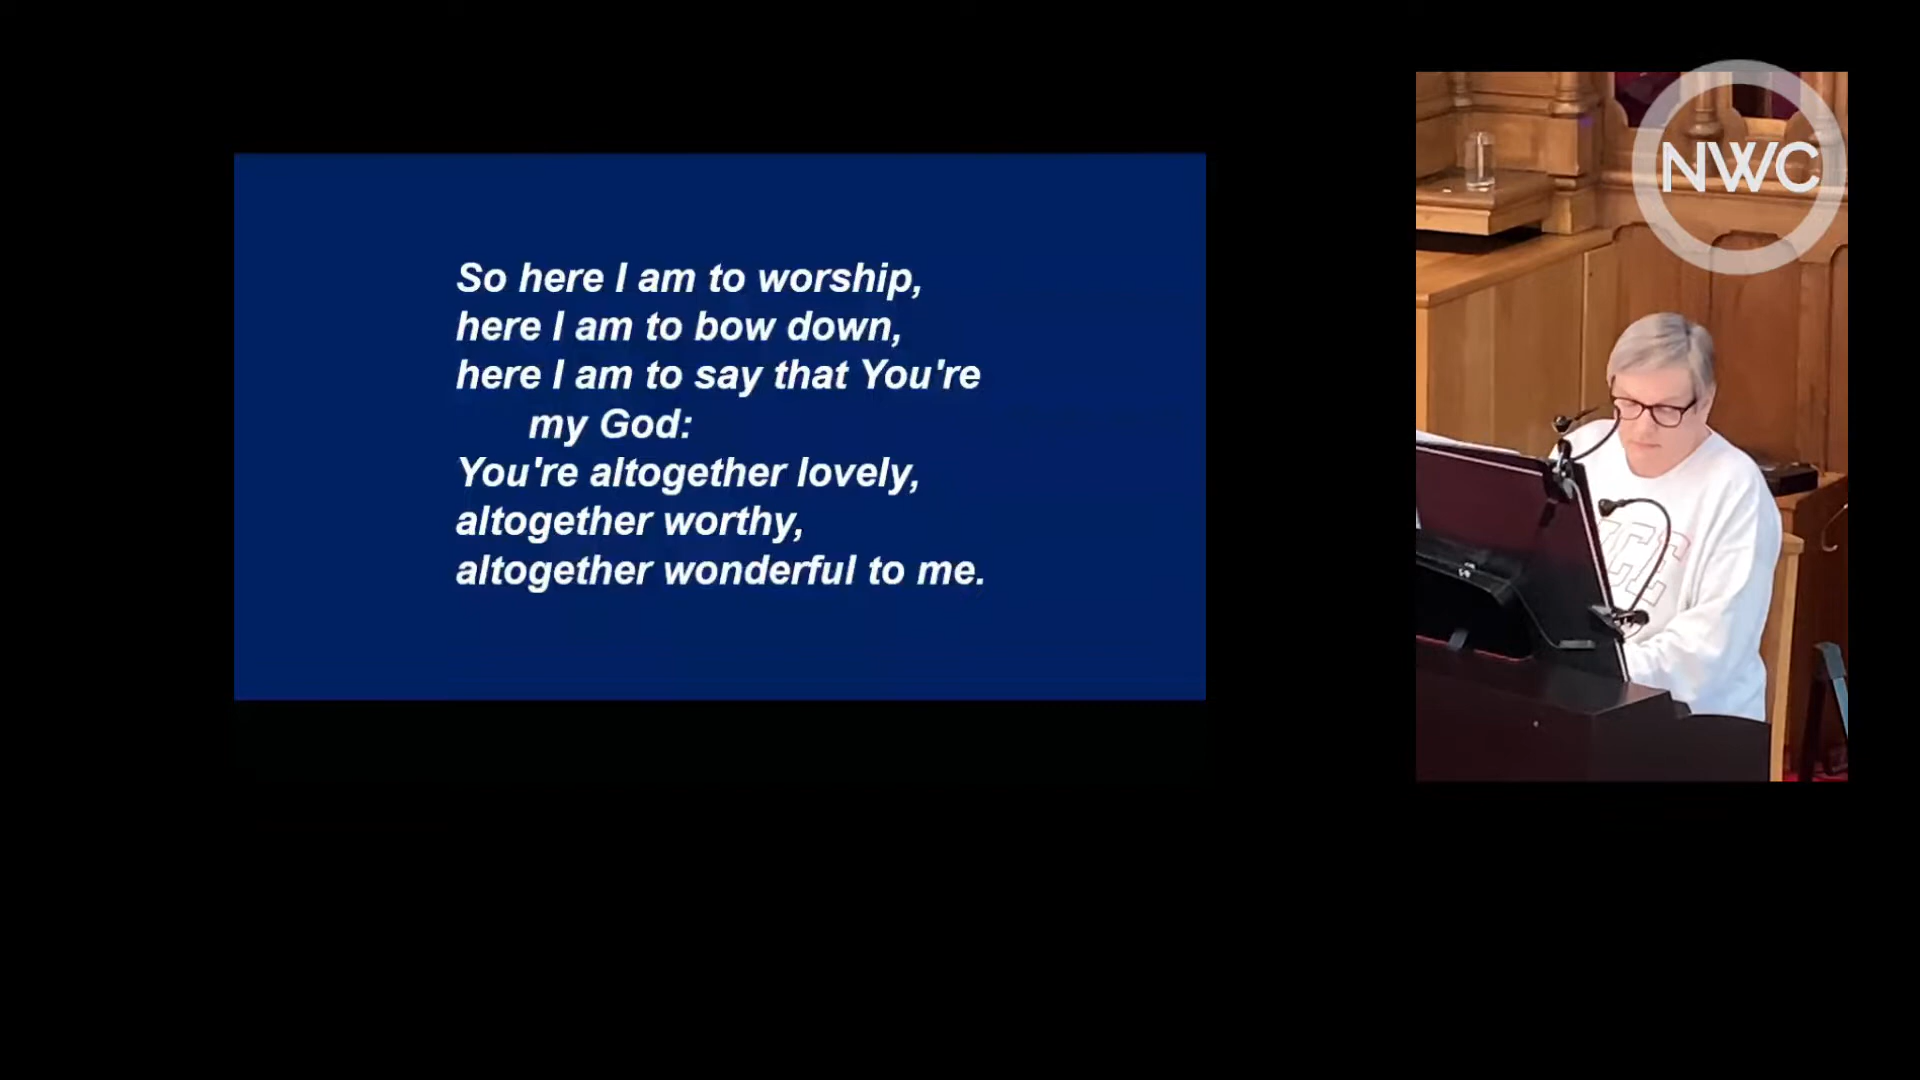 So here I am to worship,
here I am to bow down,
here I am to say that You're
my God:
You're altogether lovely,
altogether worthy,
altogether wonderful to me.
NWC